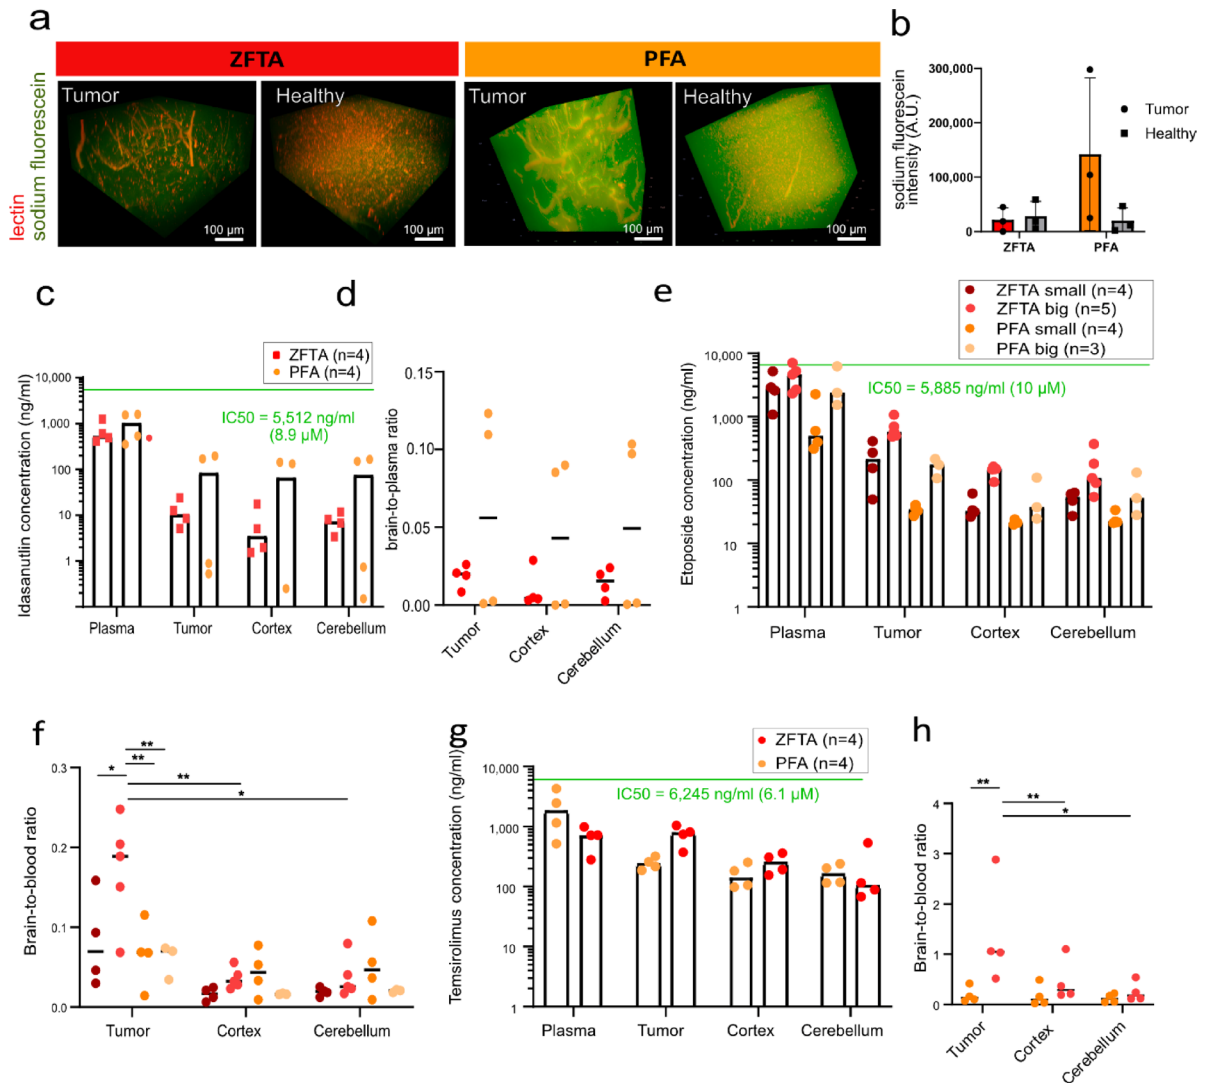 a
ZFTA
PFA
Tumor
Healthy
Tumor
Healthy
lectin
sodium fluorescein
100 µm
100 µm
100 µm
100 µm
b
sodium fluorescein
intensity (A.U.)
300,000
200,000
100,000
0
ZFTA
PFA
Tumor
Healthy
c
Idasanutlin concentration (ng/ml)
10,000
1,000
100
10
1
ZFTA (n=4)
PFA (n=4)
IC50 = 5,512 ng/ml
(8.9 µM)
Plasma
Tumor
Cortex
Cerebellum
d
brain-to-plasma ratio
0.15
0.10
0.05
0.00
Tumor
Cortex
Cerebellum
e
ZFTA small (n=4)
ZFTA big (n=5)
PFA small (n=4)
PFA big (n=3)
Etoposide concentration (ng/ml)
10,000
1,000
100
10
1
IC50 = 5,885 ng/ml (10 µM)
Plasma
Tumor
Cortex
Cerebellum
f
Brain-to-blood ratio
0.3
0.2
0.1
0.0
*
**
**
**
*
Tumor
Cortex
Cerebellum
g
Temsirolimus concentration (ng/ml)
10,000
1,000
100
10
1
ZFTA (n=4)
PFA (n=4)
IC50 = 6,245 ng/ml (6.1 µM)
Plasma
Tumor
Cortex
Cerebellum
h
Brain-to-blood ratio
4
3
2
1
0
**
**
*
Tumor
Cortex
Cerebellum